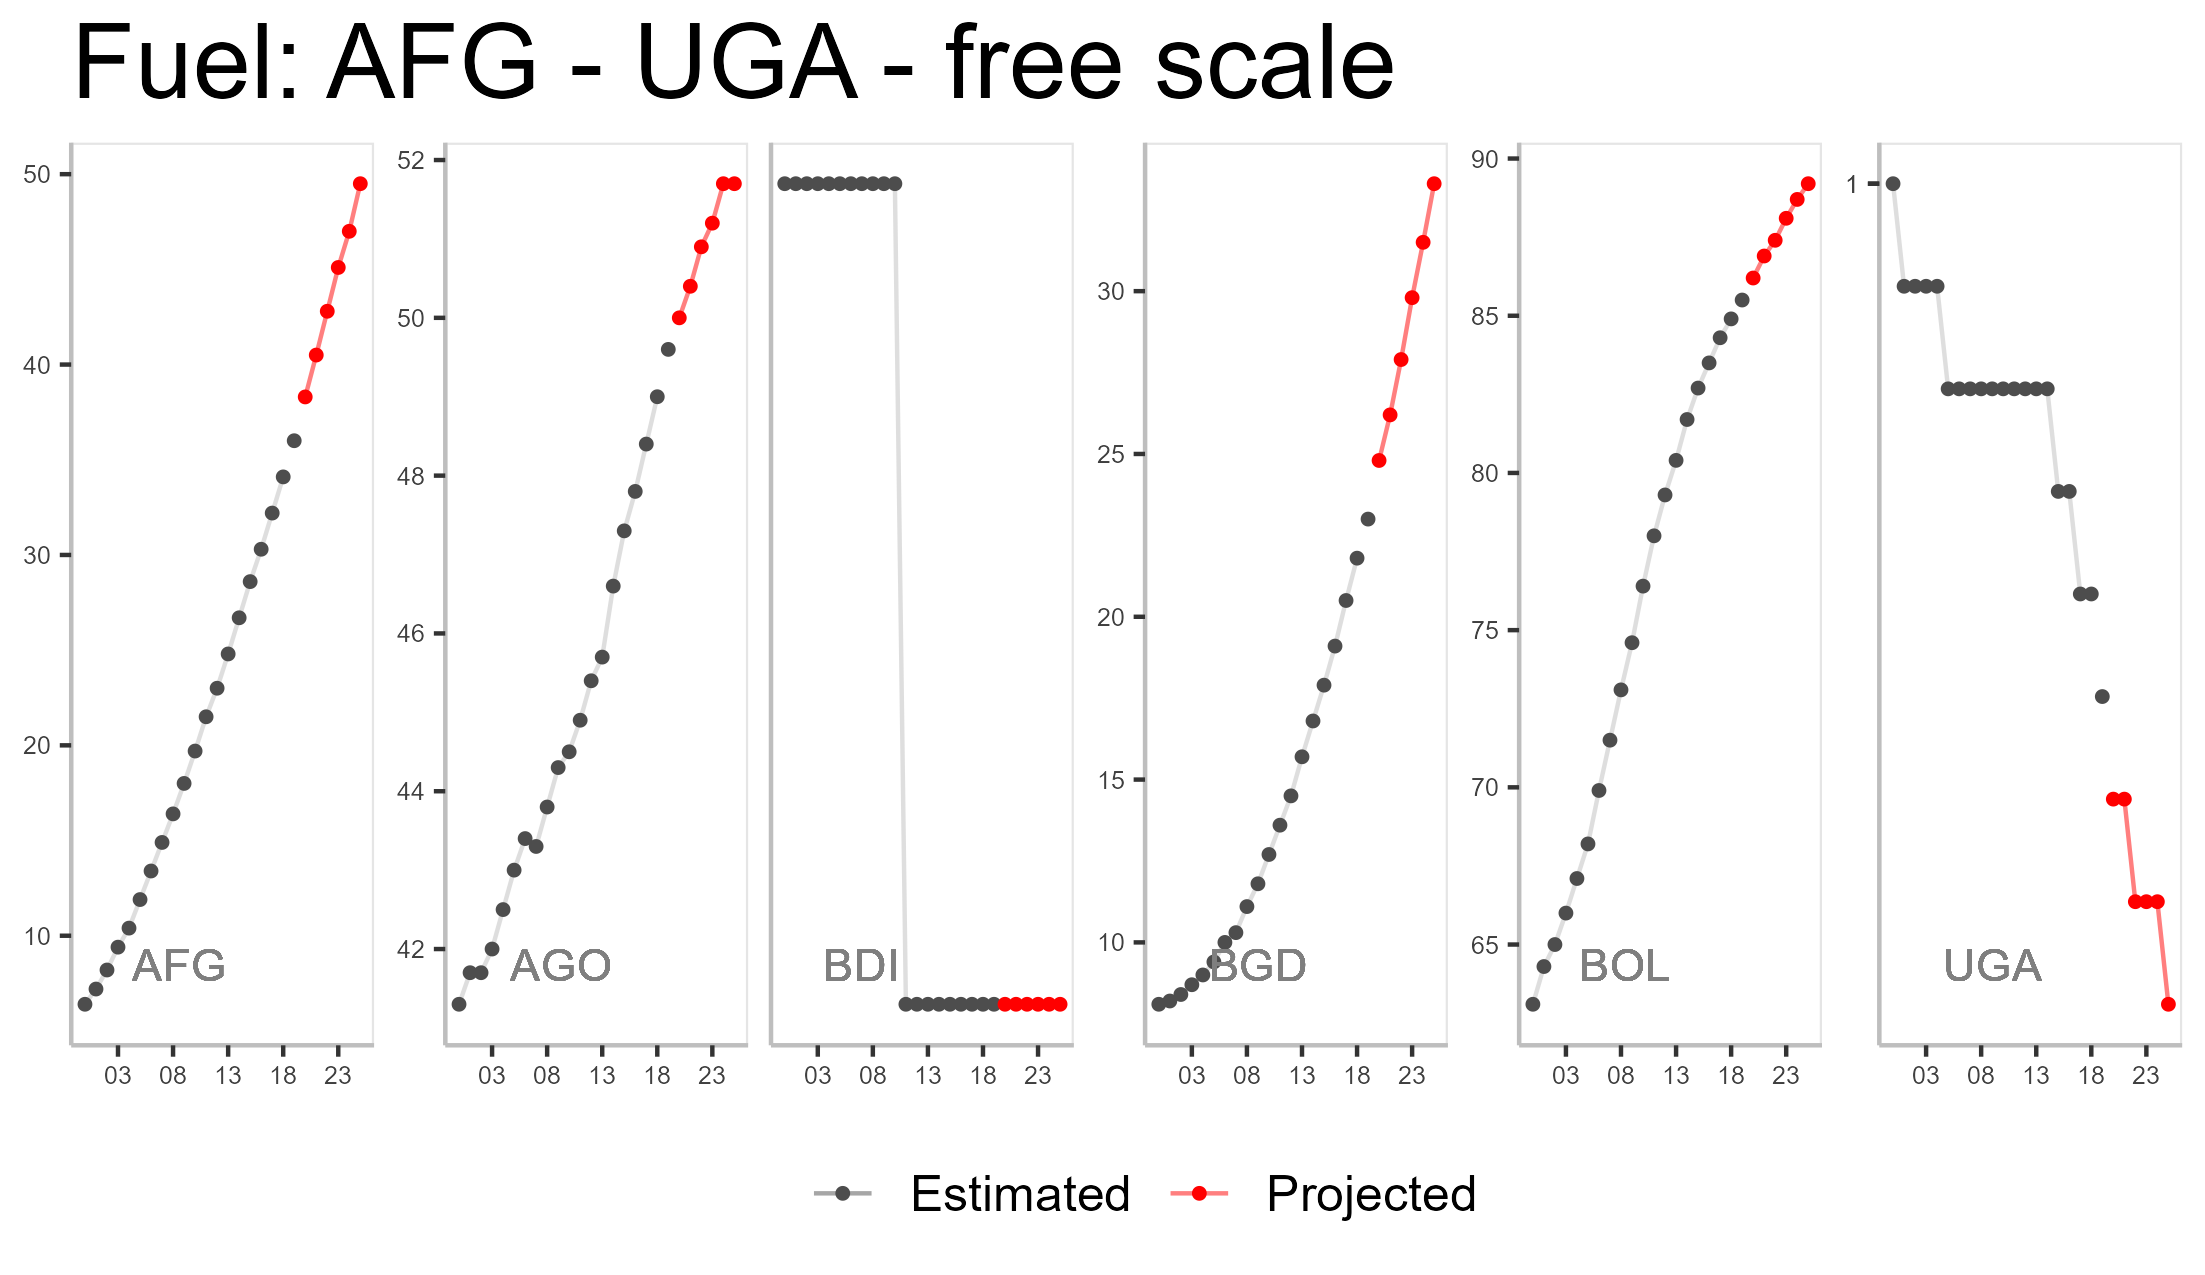 Fuel: AFG - UGA - free scale
50
40
30
20
10
AFG
03 08 13 18 23
52
50
48
46
44
42
AGO
03 08 13 18 23
BDI
03 08 13 18 23
30
25
20
15
10
BGD
03 08 13 18 23
90
85
80
75
70
65
BOL
03 08 13 18 23
1
UGA
03 08 13 18 23
Estimated Projected